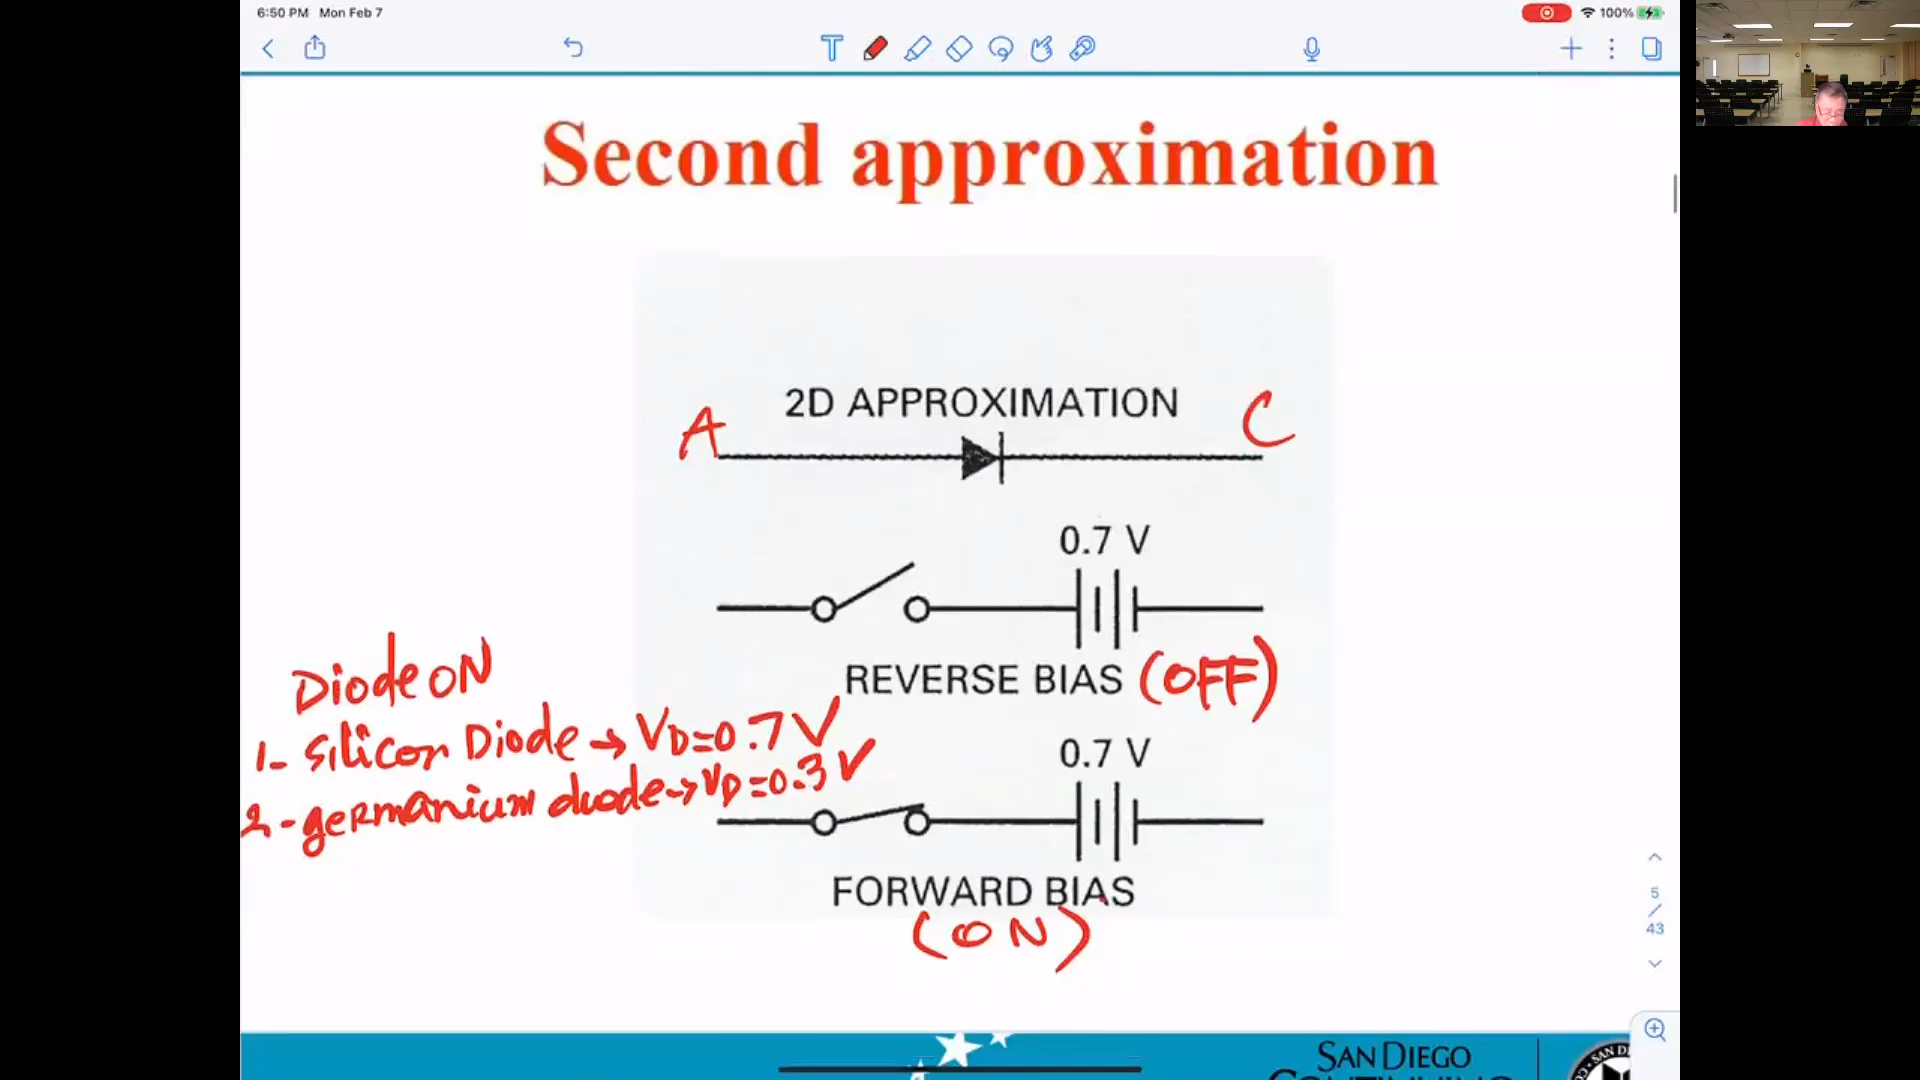 6:50 PM Mon Feb 7
100%
Second approximation
2D APPROXIMATION
A
C
0.7 V
REVERSE BIAS (OFF)
Diode ON
1- Silicon Diode → VD=0.7V
2- germanium diode → VD=0.3V
0.7 V
FORWARD BIAS
(ON)
5
/
43
SAN DIEGO